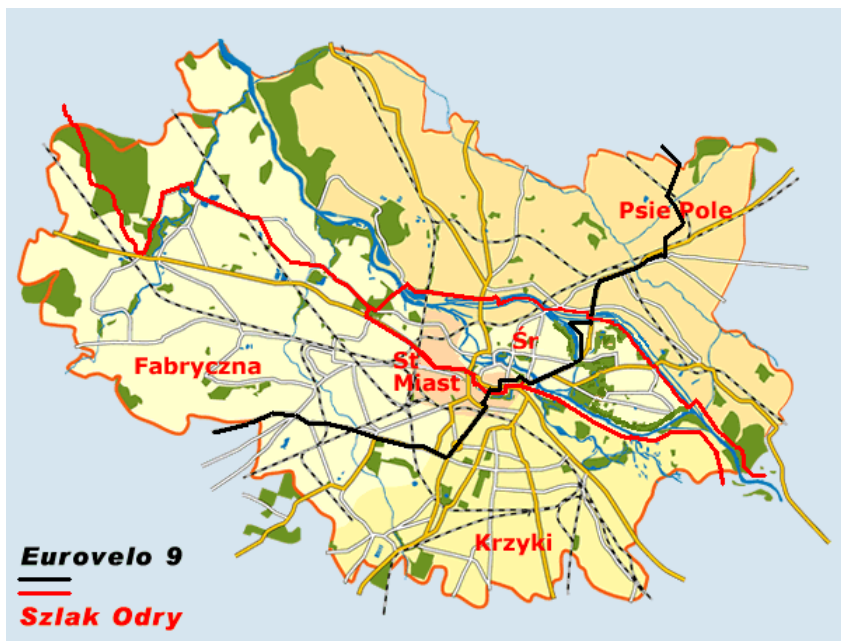 Psie Pole
Śr
St
Miast
Fabryczna
Krzyki
Eurovelo 9
Szlak Odry